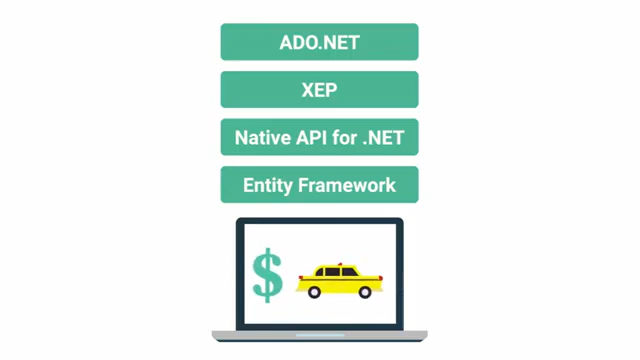 ADO.NET
XEP
Native API for .NET
Entity Framework
$